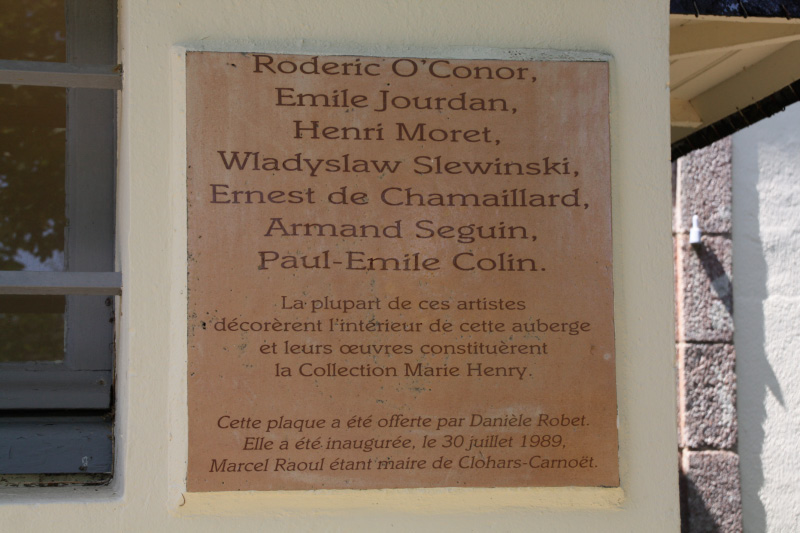 Roderic O'Conor,
Emile Jourdan,
Henri Moret,
Wladyslaw Slewinski,
Ernest de Chamaillard,
Armand Seguin,
Paul-Emile Colin.
La plupart de ces artistes
décorèrent l'intérieur de cette auberge
et leurs œuvres constituèrent
la Collection Marie Henry.
Cette plaque a été offerte par Danièle Robet.
Elle a été inaugurée, le 30 juillet 1989,
Marcel Raoul étant maire de Clohars-Carnoët.